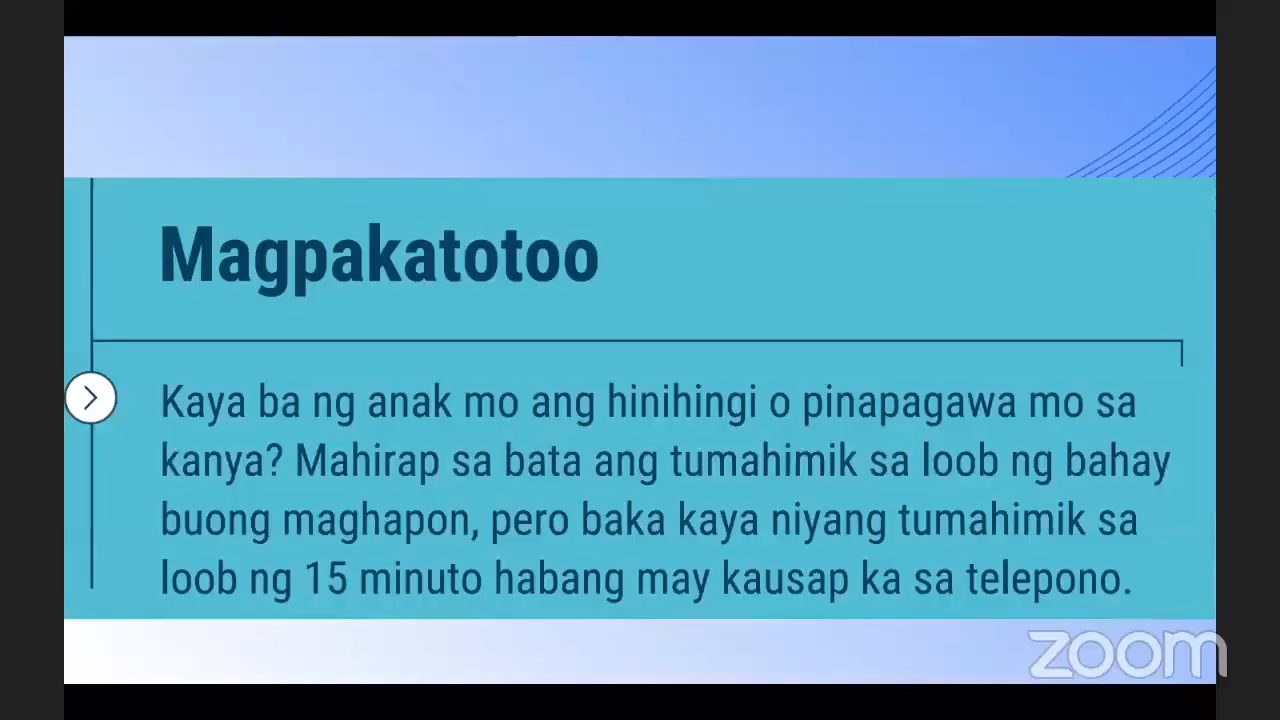 Magpakatotoo
Kaya ba ng anak mo ang hinihingi o pinapagawa mo sa
kanya? Mahirap sa bata ang tumahimik sa loob ng bahay
buong maghapon, pero baka kaya niyang tumahimik sa
loob ng 15 minuto habang may kausap ka sa telepono.
zoom